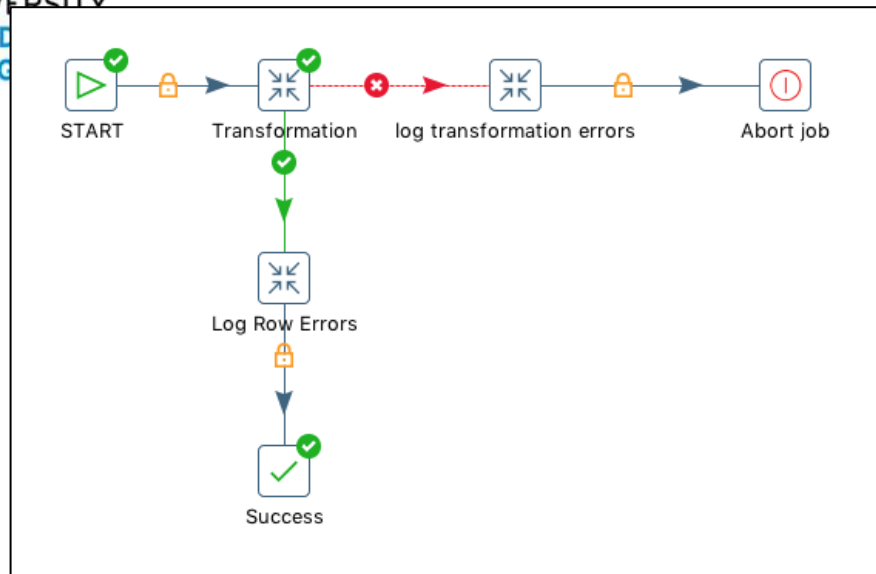 START
Transformation
log transformation errors
Abort job
Log Row Errors
Success